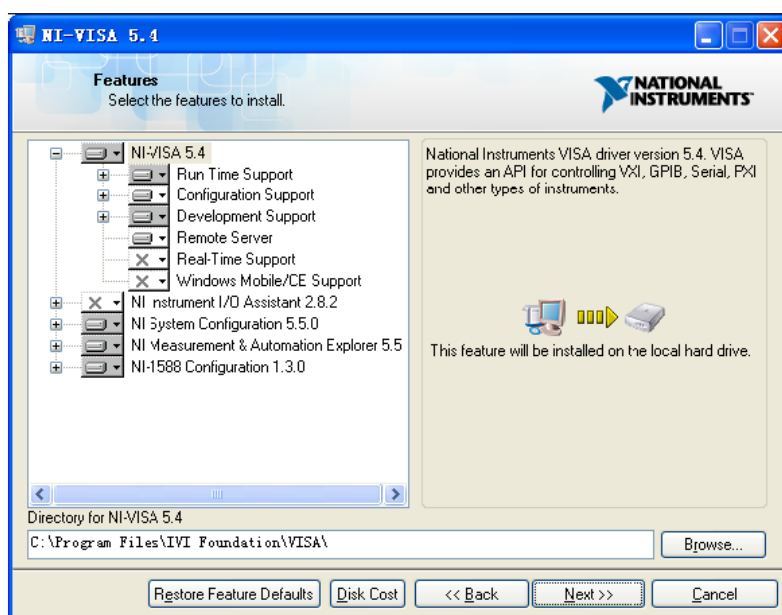 NI-VISA 5.4
Features
Select the features to install.
NATIONAL
INSTRUMENTS™
NI-VISA 5.4
Run Time Support
Configuration Support
Development Support
Remote Server
Real-Time Support
Windows Mobile/CE Support
NI Instrument I/O Assistant 2.8.2
NI System Configuration 5.5.0
NI Measurement & Automation Explorer 5.5
NI-1588 Configuration 1.3.0
National Instruments VISA driver version 5.4. VISA
provides an API for controlling VXI, GPIB, Serial, PXI
and other types of instruments.
This feature will be installed on the local hard drive.
Directory for NI-VISA 5.4
C:\Program Files\IVI Foundation\VISA\
Browse...
Restore Feature Defaults
Disk Cost
<< Back
Next >>
Cancel